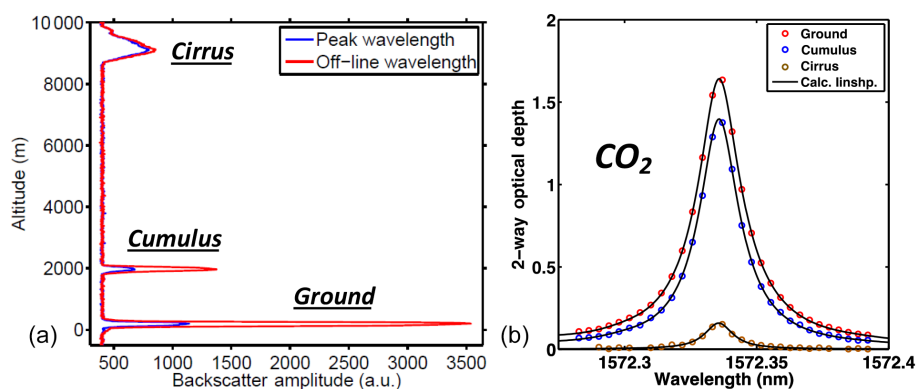 10 000
8000
6000
4000
2000
0
Altitude (m)
Cirrus
Peak wavelength
Off-line wavelength
Cumulus
Ground
(a)
500 1000 1500 2000 2500 3000 3500
Backscatter amplitude (a.u.)
2
1.5
1
0.5
0
2-way optical depth
Ground
Cumulus
Cirrus
Calc. linshp.
CO2
(b)
1572.3 1572.35 1572.4
Wavelength (nm)